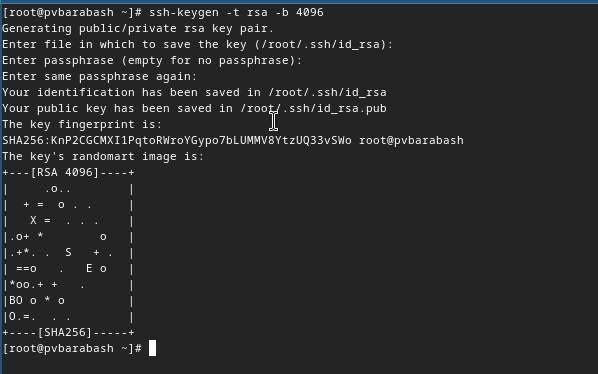 [root@pvbarabash ~]# ssh-keygen -t rsa -b 4096
Generating public/private rsa key pair.
Enter file in which to save the key (/root/.ssh/id_rsa):
Enter passphrase (empty for no passphrase):
Enter same passphrase again:
Your identification has been saved in /root/.ssh/id_rsa
Your public key has been saved in /root/.ssh/id_rsa.pub
The key fingerprint is:
SHA256:KnP2CGCMXI1PqtoRWroYGypo7bLUMMV8YtzUQ33vSWo root@pvbarabash
The key's randomart image is:
+---[RSA 4096]----+
|     .o..        |
|  + =  o . .     |
|   X =  . . .    |
|.o+ *       o    |
|.+*. .  S   + .  |
| ==o   .   E o   |
|*oo.+ +   .      |
|BO o * o         |
|O.=.  . .        |
+----[SHA256]-----+
[root@pvbarabash ~]#